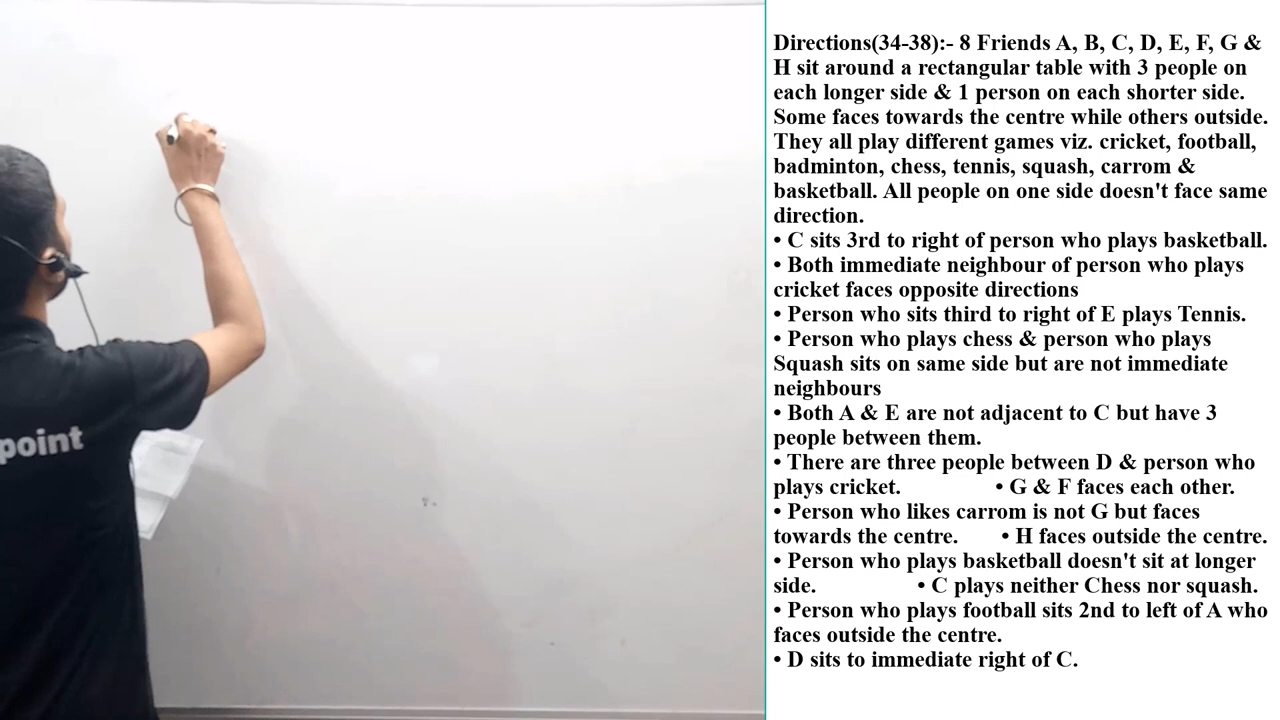 point
Directions(34-38):- 8 Friends A, B, C, D, E, F, G &
H sit around a rectangular table with 3 people on
each longer side & 1 person on each shorter side.
Some faces towards the centre while others outside.
They all play different games viz. cricket, football,
badminton, chess, tennis, squash, carrom &
basketball. All people on one side doesn't face same
direction.
• C sits 3rd to right of person who plays basketball.
• Both immediate neighbour of person who plays
cricket faces opposite directions
• Person who sits third to right of E plays Tennis.
• Person who plays chess & person who plays
Squash sits on same side but are not immediate
neighbours
• Both A & E are not adjacent to C but have 3
people between them.
• There are three people between D & person who
plays cricket. • G & F faces each other.
• Person who likes carrom is not G but faces
towards the centre. • H faces outside the centre.
• Person who plays basketball doesn't sit at longer
side. • C plays neither Chess nor squash.
• Person who plays football sits 2nd to left of A who
faces outside the centre.
• D sits to immediate right of C.